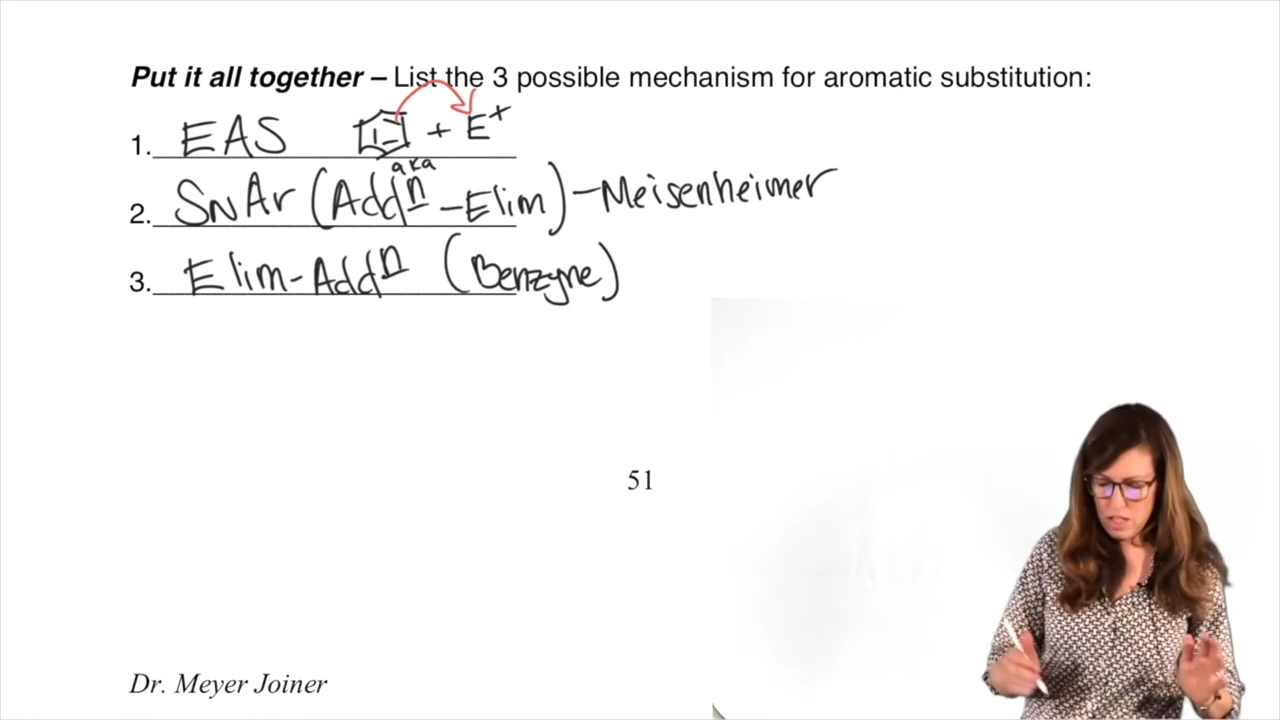 Put it all together – List the 3 possible mechanism for aromatic substitution:
1. EAS + E+
aka
2. SNAr (Addn -Elim) -Meisenheimer
3. Elim-Addn (Benzyne)
51
Dr. Meyer Joiner